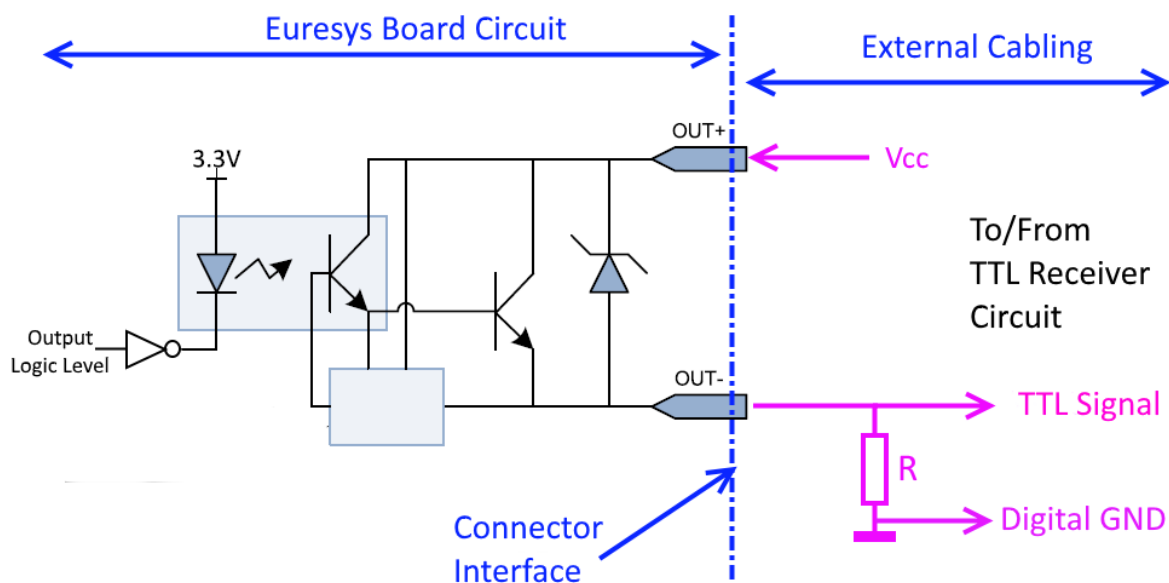 Euresys Board Circuit
External Cabling
OUT+
3.3V
Vcc
To/From
TTL Receiver
Circuit
Output
Logic Level
OUT-
TTL Signal
R
Digital GND
Connector
Interface